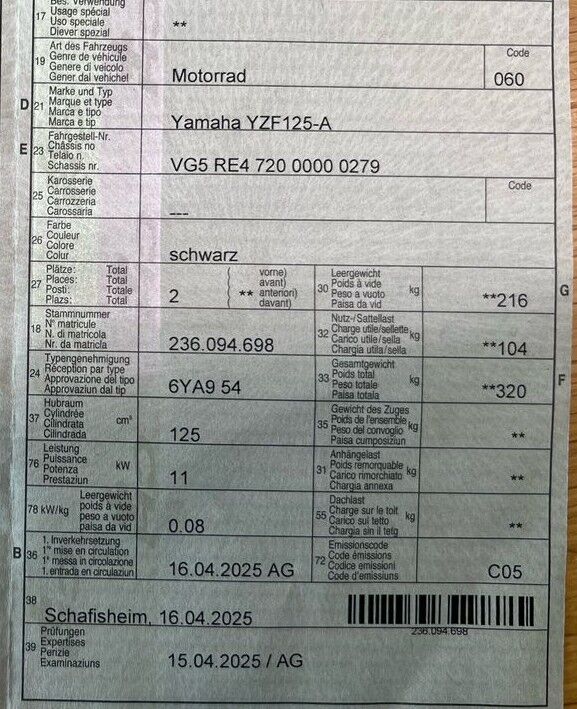 Bes. Verwendung
17 Usage spécial
Uso speciale
Diever spezial
**
19 Art des Fahrzeugs
Genre de véhicule
Genere di veicolo
Gener dal vehichel
Motorrad
Code
060
D 21 Marke und Typ
Marque et type
Marca e tipo
Marca e tip
Yamaha YZF125-A
E 23 Fahrgestell-Nr.
Châssis no
Telaio n.
Schassis nr.
VG5 RE4 720 0000 0279
25 Karosserie
Carrosserie
Carrozzeria
Carossaria
---
Code
26 Farbe
Couleur
Colore
Colur
schwarz
27 Plätze: Total
Places: Total
Posti: Totale
Plazs: Total
2
( vorne)
( avant)
** ( anteriori)
( davant)
30 Leergewicht
Poids à vide
Peso a vuoto
Paisa da vid
kg
**216
G
18 Stammnummer
N° matricule
N. di matricola
Nr. da matricla
236.094.698
32 Nutz-/Sattellast
Charge utile/sellette
Carico utile/sella
Chargia utila/sella
kg
**104
24 Typengenehmigung
Réception par type
Approvazione del tipo
Approvaziun dal tip
6YA9 54
33 Gesamtgewicht
Poids total
Peso totale
Paisa totala
kg
**320
F
37 Hubraum
Cylindrée
Cilindrata
Cilindrada
cm³
125
35 Gewicht des Zuges
Poids de l'ensemble
Peso del convoglio
Paisa cumposiziun
kg
**
76 Leistung
Puissance
Potenza
Prestaziun
kW
11
31 Anhängelast
Poids remorquable
Carico rimorchiato
Chargia annexa
kg
**
78 kW/kg
Leergewicht
poids à vuide
peso a vuoto
paisa da vid
0.08
55 Dachlast
Charge sur le toit
Carico sul tetto
Chargia sin il tetg
kg
**
B 36 1. Inverkehrsetzung
1re mise en circulation
1a messa in circolazione
1. entrada en circulaziun
16.04.2025 AG
72 Emissionscode
Code émissions
Codice emissioni
Code d'emissiuns
C05
38
Schafisheim, 16.04.2025
236.094.698
39 Prüfungen
Expertises
Perizie
Examinaziuns
15.04.2025 / AG